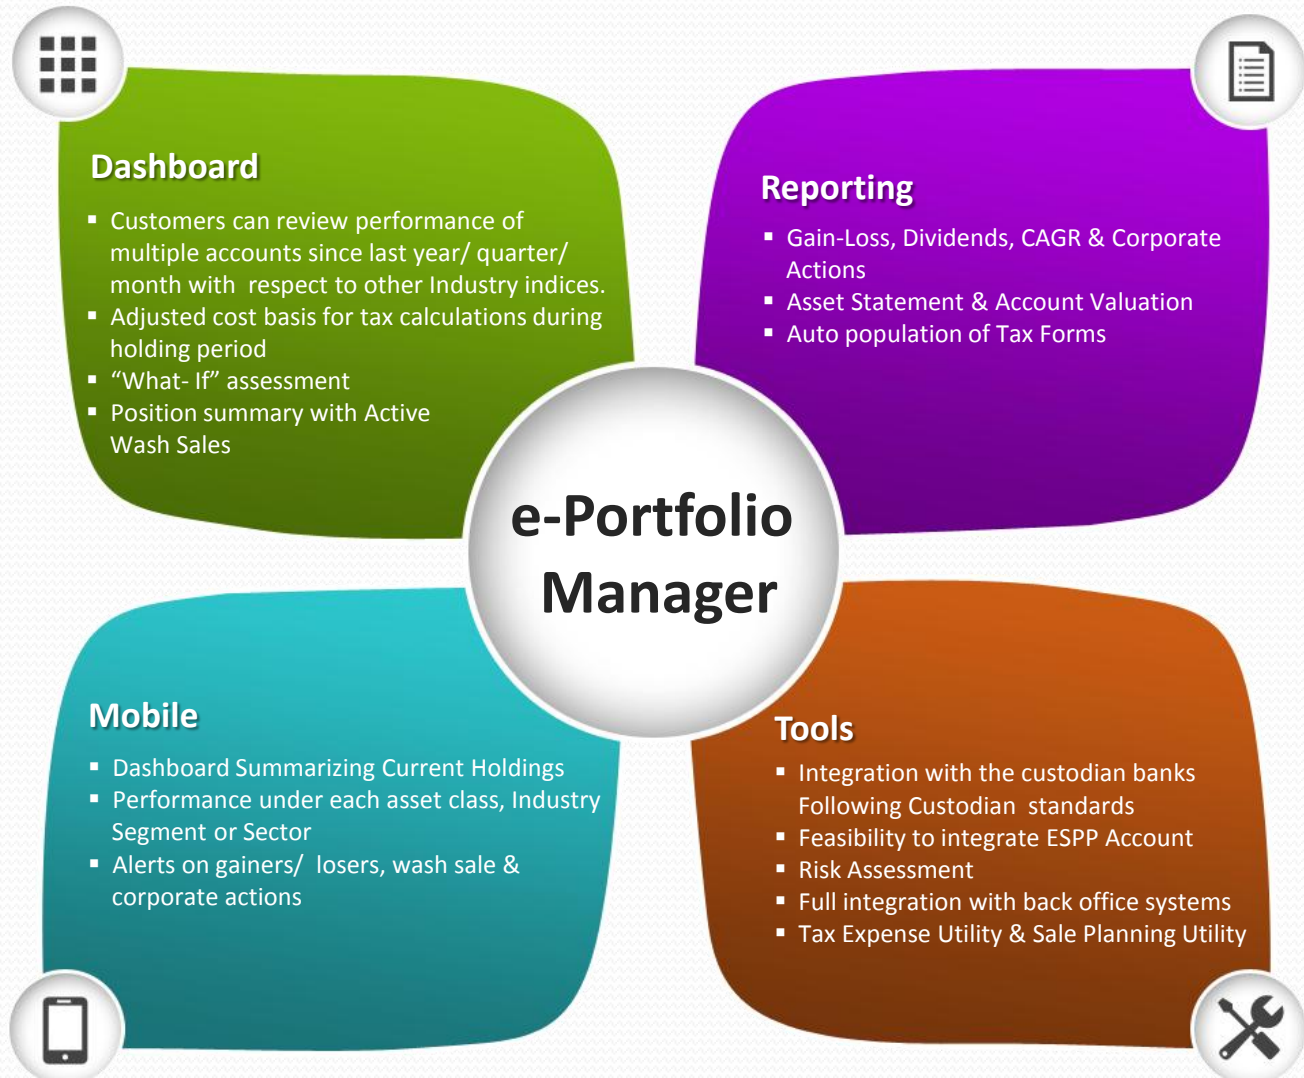 Dashboard
▪ Customers can review performance of
multiple accounts since last year/ quarter/
month with  respect to other Industry indices.
▪ Adjusted cost basis for tax calculations during
holding period
▪ “What- If” assessment
▪ Position summary with Active
Wash Sales
Reporting
▪ Gain-Loss, Dividends, CAGR & Corporate
Actions
▪ Asset Statement & Account Valuation
▪ Auto population of Tax Forms
e-Portfolio
Manager
Mobile
▪ Dashboard Summarizing Current Holdings
▪ Performance under each asset class, Industry
Segment or Sector
▪ Alerts on gainers/  losers, wash sale &
corporate actions
Tools
▪ Integration with the custodian banks
Following Custodian  standards
▪ Feasibility to integrate ESPP Account
▪ Risk Assessment
▪ Full integration with back office systems
▪ Tax Expense Utility & Sale Planning Utility